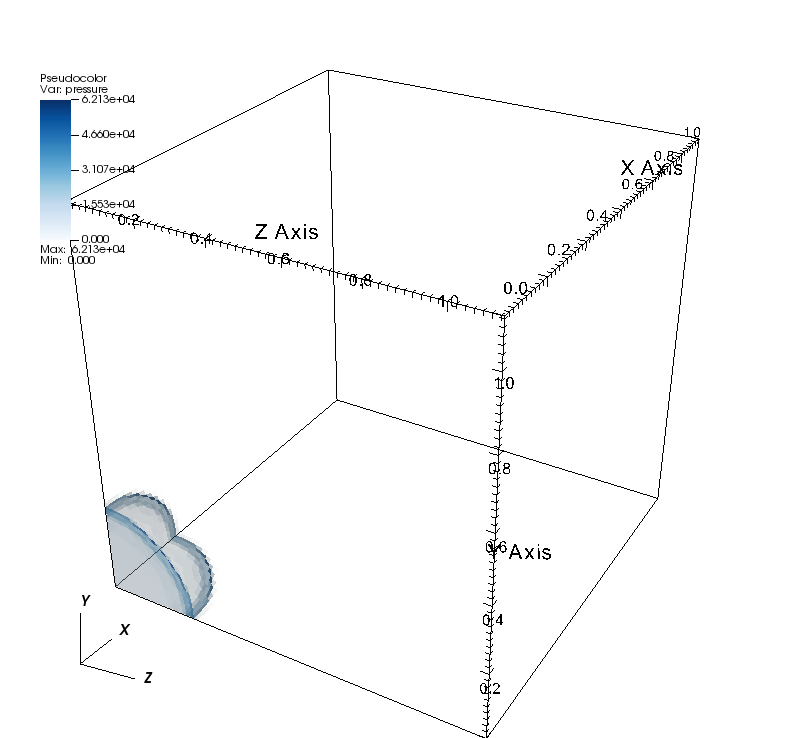 Pseudocolor
Var: pressure
6.213e+04
4.660e+04
3.107e+04
1.553e+04
0.000
Max: 6.213e+04
Min: 0.000
0.2
0.4
Z Axis
0.6
0.8
1.0
1.0
0.8
X Axis
0.6
0.4
0.2
0.0
1.0
0.8
0.6
Y Axis
0.4
0.2
Y
X
Z